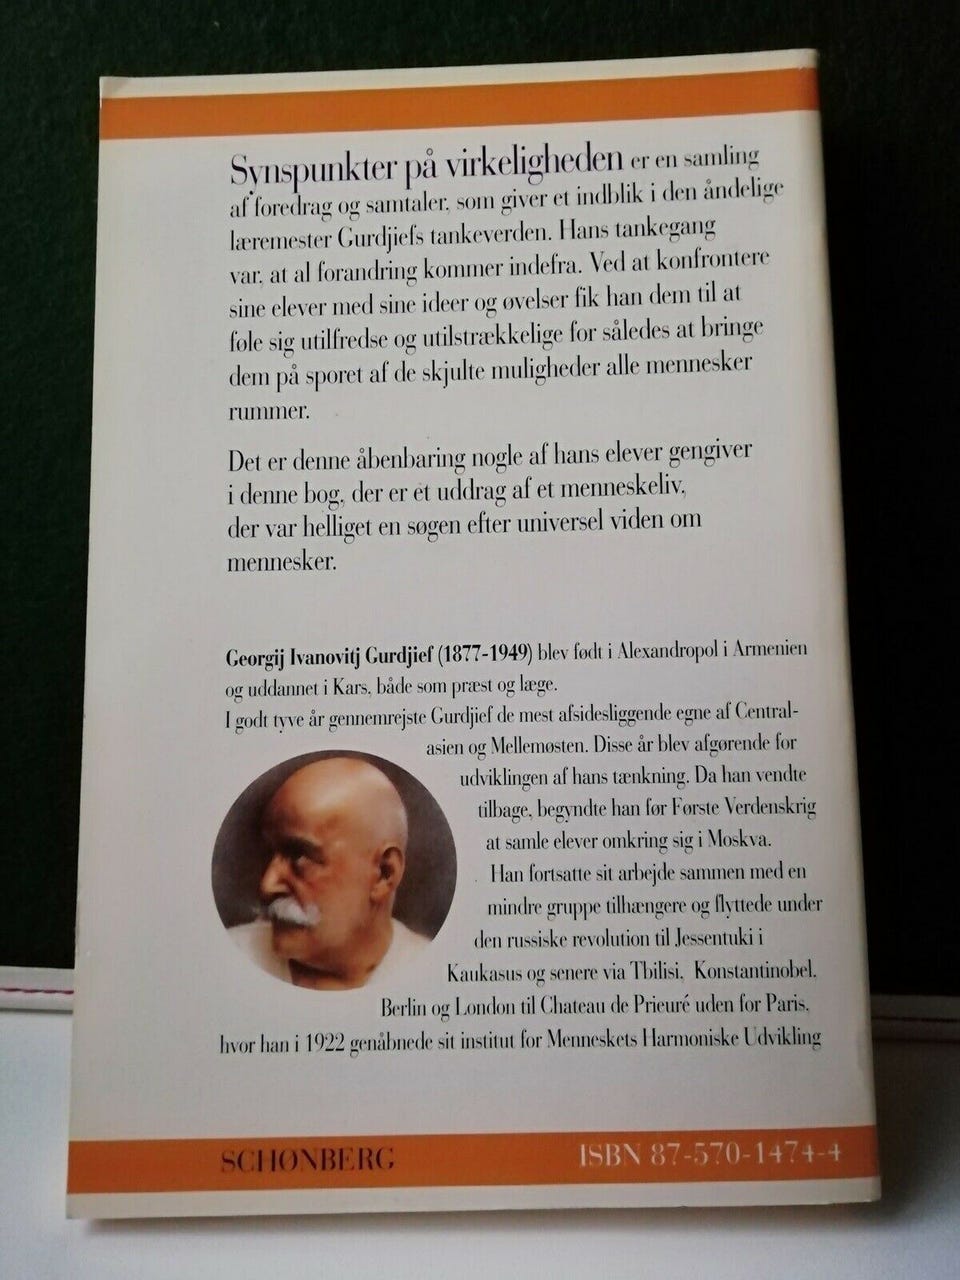 Synspunkter på virkeligheden er en samling
af foredrag og samtaler, som giver et indblik i den åndelige
læremester Gurdjiefs tankeverden. Hans tankegang
var, at al forandring kommer indefra. Ved at konfrontere
sine elever med sine ideer og øvelser fik han dem til at
føle sig utilfredse og utilstrækkelige for således at bringe
dem på sporet af de skjulte muligheder alle mennesker
rummer.
Det er denne åbenbaring nogle af hans elever gengiver
i denne bog, der er et uddrag af et menneskeliv,
der var helliget en søgen efter universel viden om
mennesker.
Georgij Ivanovitj Gurdjief (1877-1949) blev født i Alexandropol i Armenien
og uddannet i Kars, både som præst og læge.
I godt tyve år gennemrejste Gurdjief de mest afsidesliggende egne af Central-
asien og Mellemøsten. Disse år blev afgørende for
udviklingen af hans tænkning. Da han vendte
tilbage, begyndte han før Første Verdenskrig
at samle elever omkring sig i Moskva.
Han fortsatte sit arbejde sammen med en
mindre gruppe tilhængere og flyttede under
den russiske revolution til Jessentuki i
Kaukasus og senere via Tbilisi, Konstantinobel,
Berlin og London til Chateau de Prieuré uden for Paris,
hvor han i 1922 genåbnede sit institut for Menneskets Harmoniske Udvikling
SCHØNBERG
ISBN 87-570-1474-4